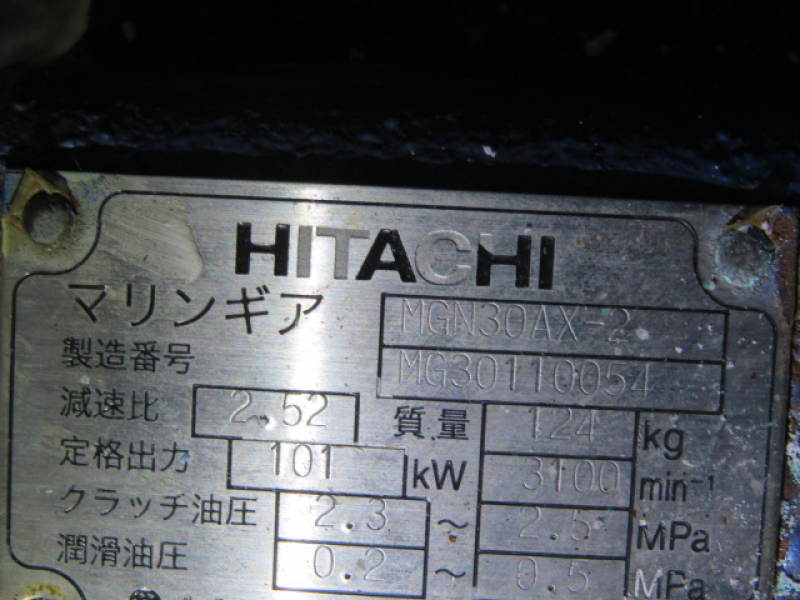 HITACHI
マリンギア MGN30AX-2
製造番号 MG30110054
減速比 2.52 質量 124 kg
定格出力 101 kW 3100 min⁻¹
クラッチ油圧 2.3 ~ 2.5 MPa
潤滑油圧 0.2 ~ 0.5 MPa